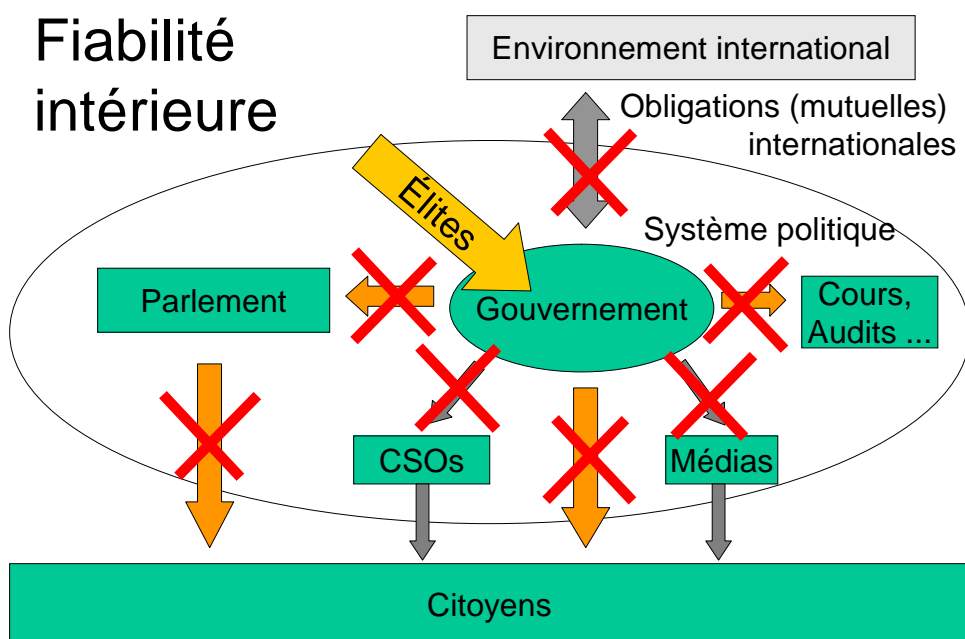 Fiabilité
intérieure
Environnement international
Obligations (mutuelles)
internationales
Élites
Système politique
Parlement
Gouvernement
Cours,
Audits ...
CSOs
Médias
Citoyens